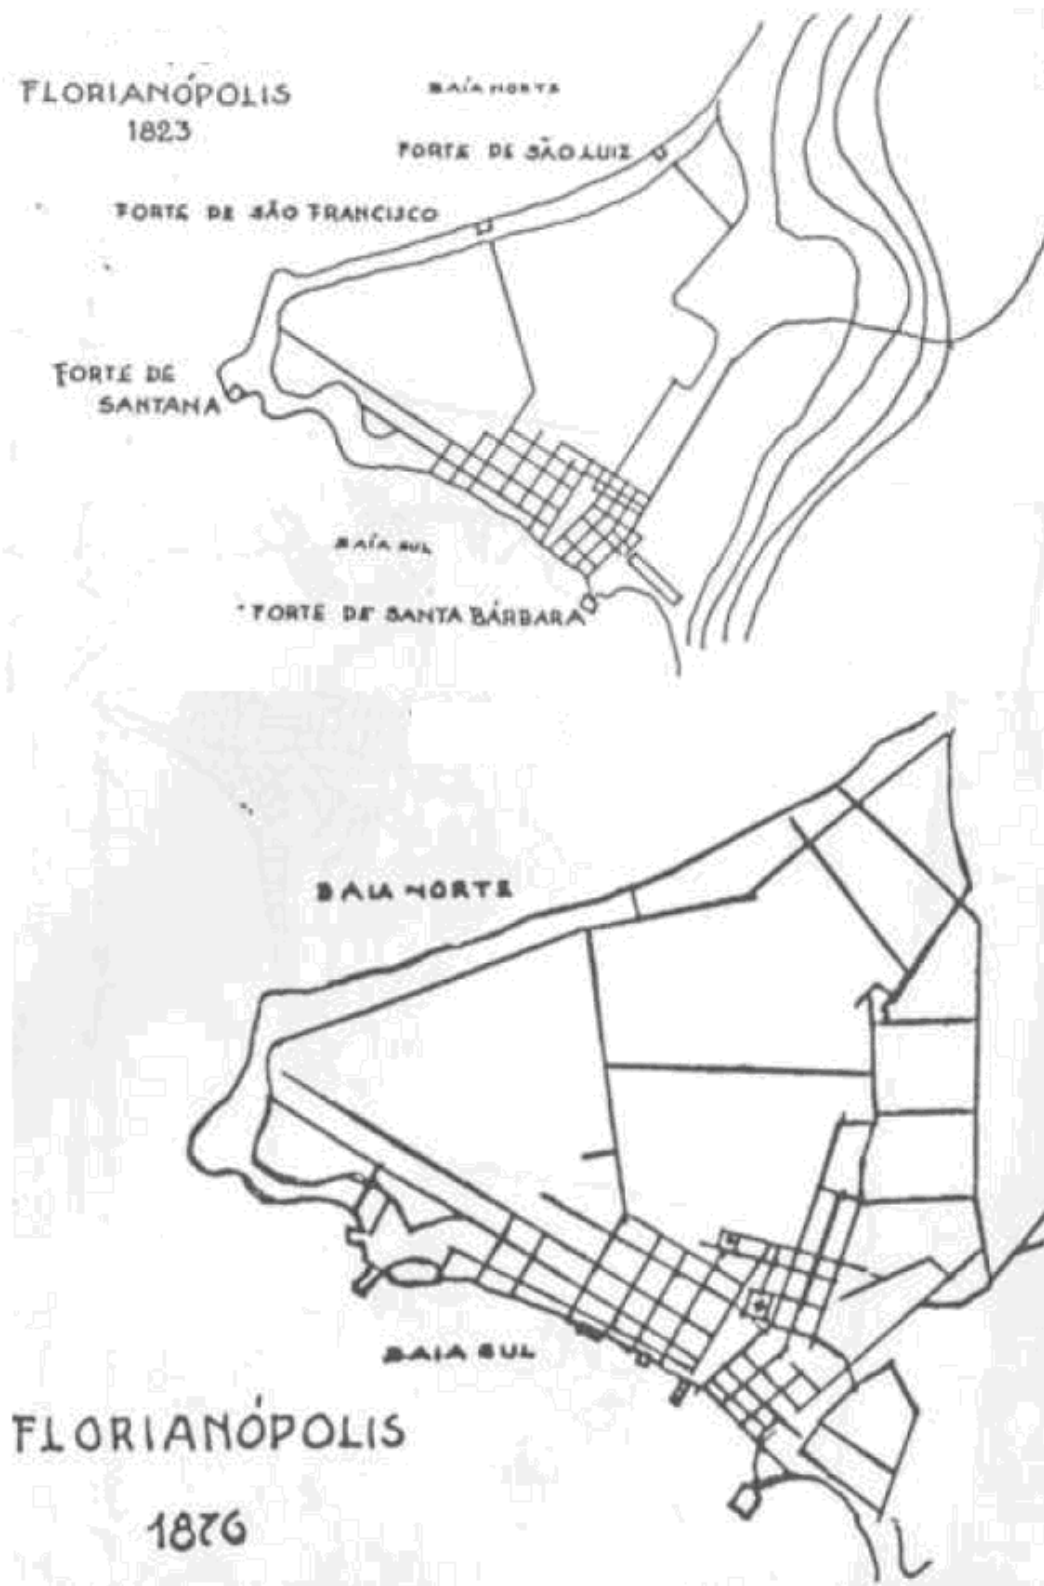 FLORIANÓPOLIS
1823
BAÍA NORTE
FORTE DE SÃO LUIZ
FORTE DE SÃO FRANCISCO
FORTE DE
SANTANA
BAÍA SUL
FORTE DE SANTA BÁRBARA
BAIA NORTE
BAIA SUL
FLORIANÓPOLIS
1876